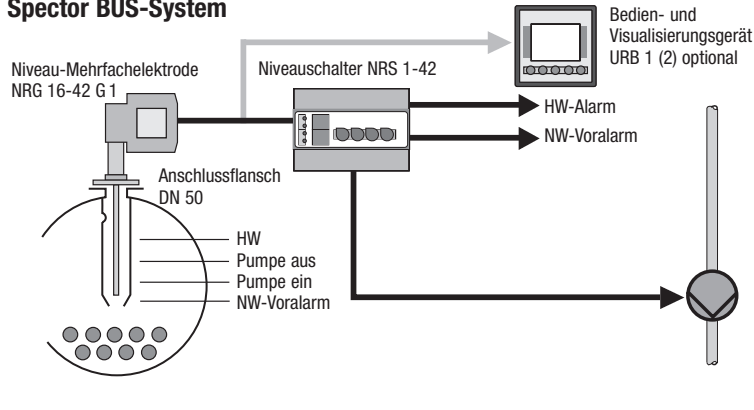 Spector BUS-System
Bedien- und
Visualisierungsgerät
URB 1 (2) optional
Niveau-Mehrfachelektrode
NRG 16-42 G 1
Niveauschalter NRS 1-42
HW-Alarm
NW-Voralarm
Anschlussflansch
DN 50
HW
Pumpe aus
Pumpe ein
NW-Voralarm